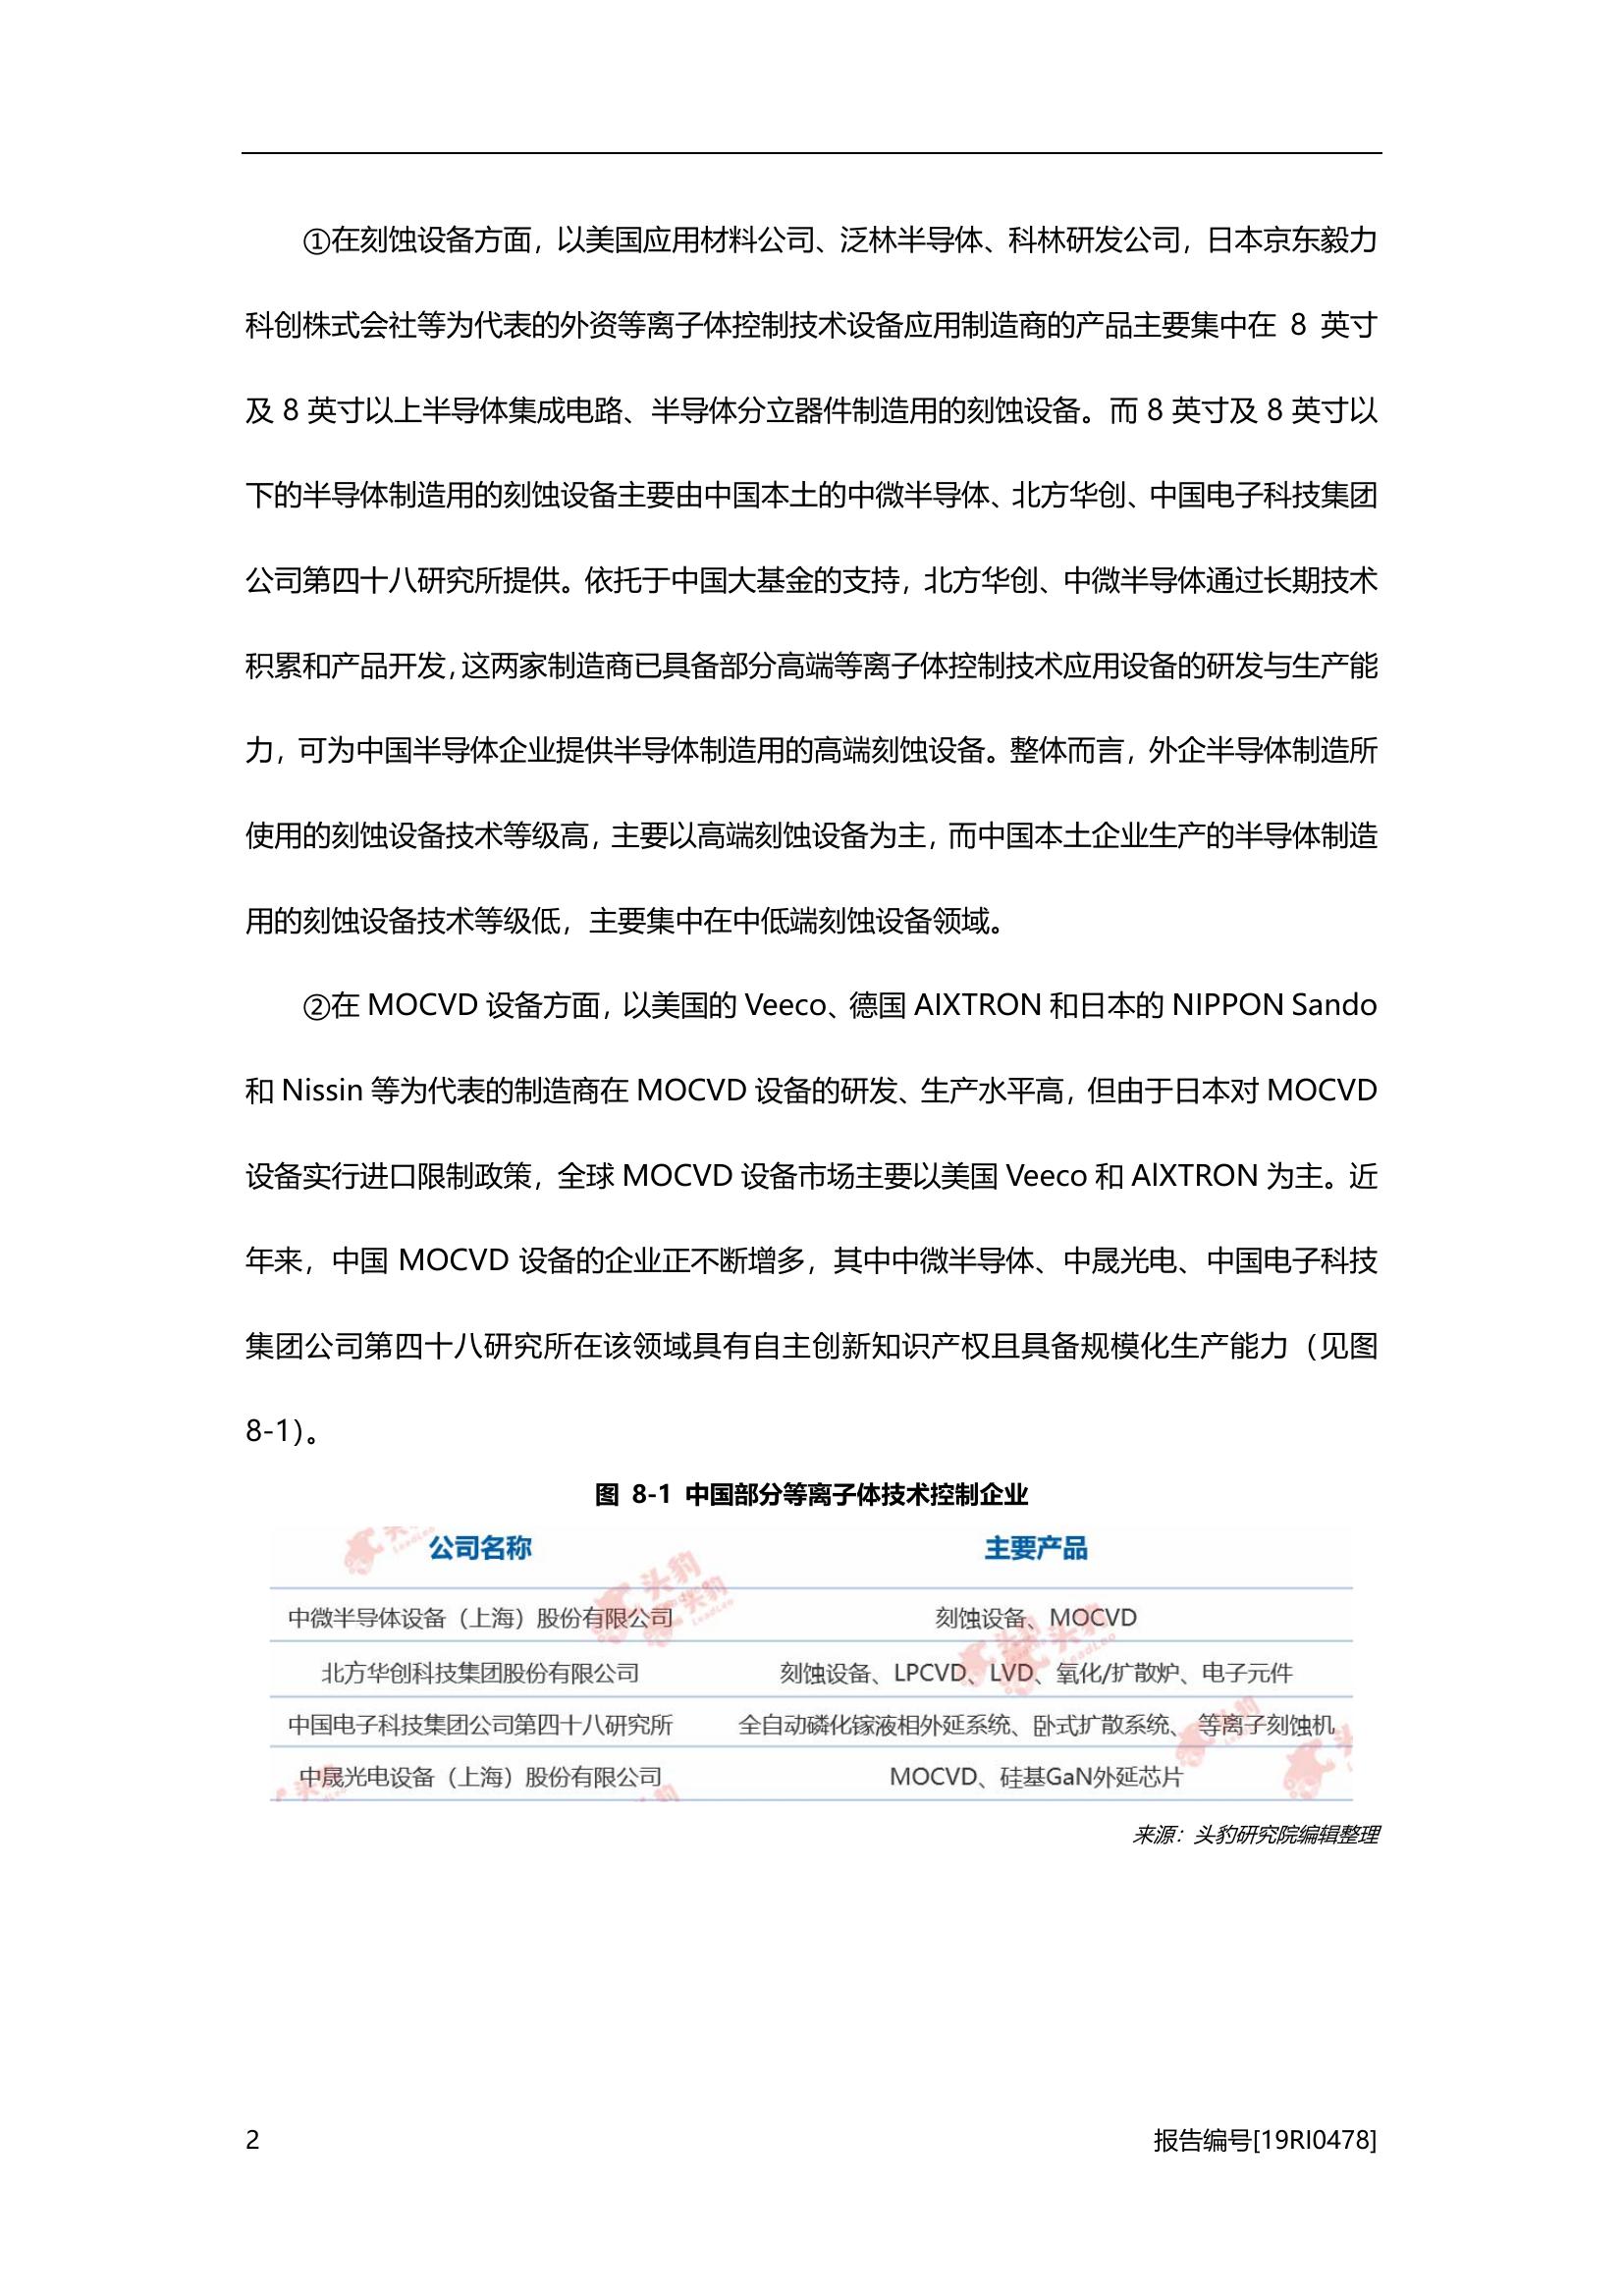 ①在刻蚀设备方面，以美国应用材料公司、泛林半导体、科林研发公司，日本京东毅力
科创株式会社等为代表的外资等离子体控制技术设备应用制造商的产品主要集中在 8 英寸
及 8 英寸以上半导体集成电路、半导体分立器件制造用的刻蚀设备。而 8 英寸及 8 英寸以
下的半导体制造用的刻蚀设备主要由中国本土的中微半导体、北方华创、中国电子科技集团
公司第四十八研究所提供。依托于中国大基金的支持，北方华创、中微半导体通过长期技术
积累和产品开发，这两家制造商已具备部分高端等离子体控制技术应用设备的研发与生产能
力，可为中国半导体企业提供半导体制造用的高端刻蚀设备。整体而言，外企半导体制造所
使用的刻蚀设备技术等级高，主要以高端刻蚀设备为主，而中国本土企业生产的半导体制造
用的刻蚀设备技术等级低，主要集中在中低端刻蚀设备领域。
②在 MOCVD 设备方面，以美国的 Veeco、德国 AIXTRON 和日本的 NIPPON Sando
和 Nissin 等为代表的制造商在 MOCVD 设备的研发、生产水平高，但由于日本对 MOCVD
设备实行进口限制政策，全球 MOCVD 设备市场主要以美国 Veeco 和 AlXTRON 为主。近
年来，中国 MOCVD 设备的企业正不断增多，其中中微半导体、中晟光电、中国电子科技
集团公司第四十八研究所在该领域具有自主创新知识产权且具备规模化生产能力（见图
8-1）。
图 8-1 中国部分等离子体技术控制企业
公司名称 主要产品
中微半导体设备（上海）股份有限公司 刻蚀设备、MOCVD
北方华创科技集团股份有限公司 刻蚀设备、LPCVD、LVD、氧化/扩散炉、电子元件
中国电子科技集团公司第四十八研究所 全自动磷化镓液相外延系统、卧式扩散系统、 等离子刻蚀机
中晟光电设备（上海）股份有限公司 MOCVD、硅基GaN外延芯片
来源：头豹研究院编辑整理
2 报告编号[19RI0478]